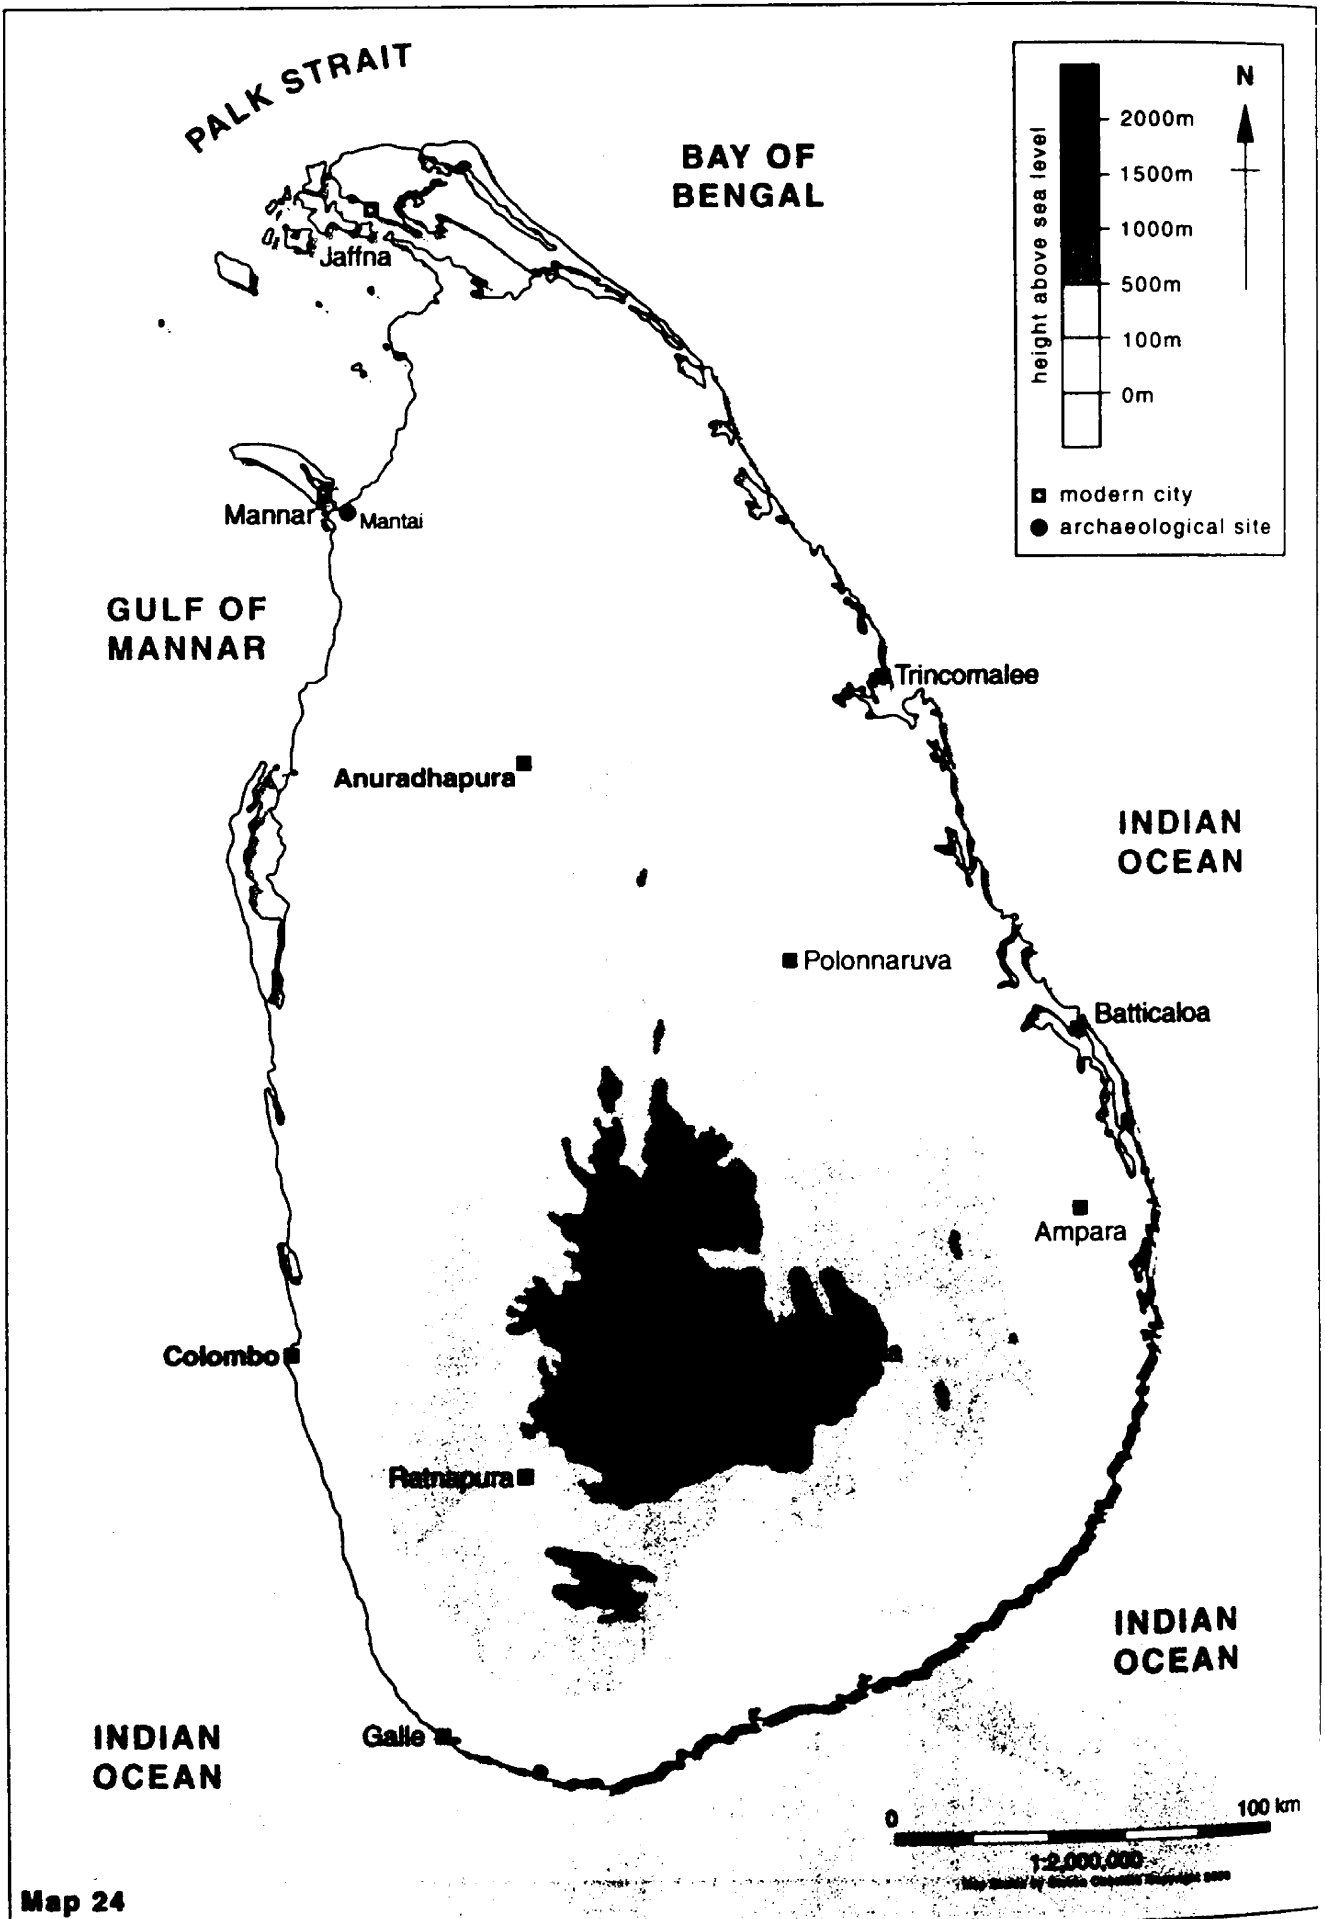 PALK STRAIT
BAY OF
BENGAL
N
height above sea level
2000m
1500m
1000m
500m
100m
0m
modern city
archaeological site
Jaffna
Mannar
Mantai
GULF OF
MANNAR
Trincomalee
Anuradhapura
INDIAN
OCEAN
Polonnaruva
Batticaloa
Ampara
Colombo
Ratnapura
INDIAN
OCEAN
Galle
INDIAN
OCEAN
0
100 km
1:2,000,000
Map 24